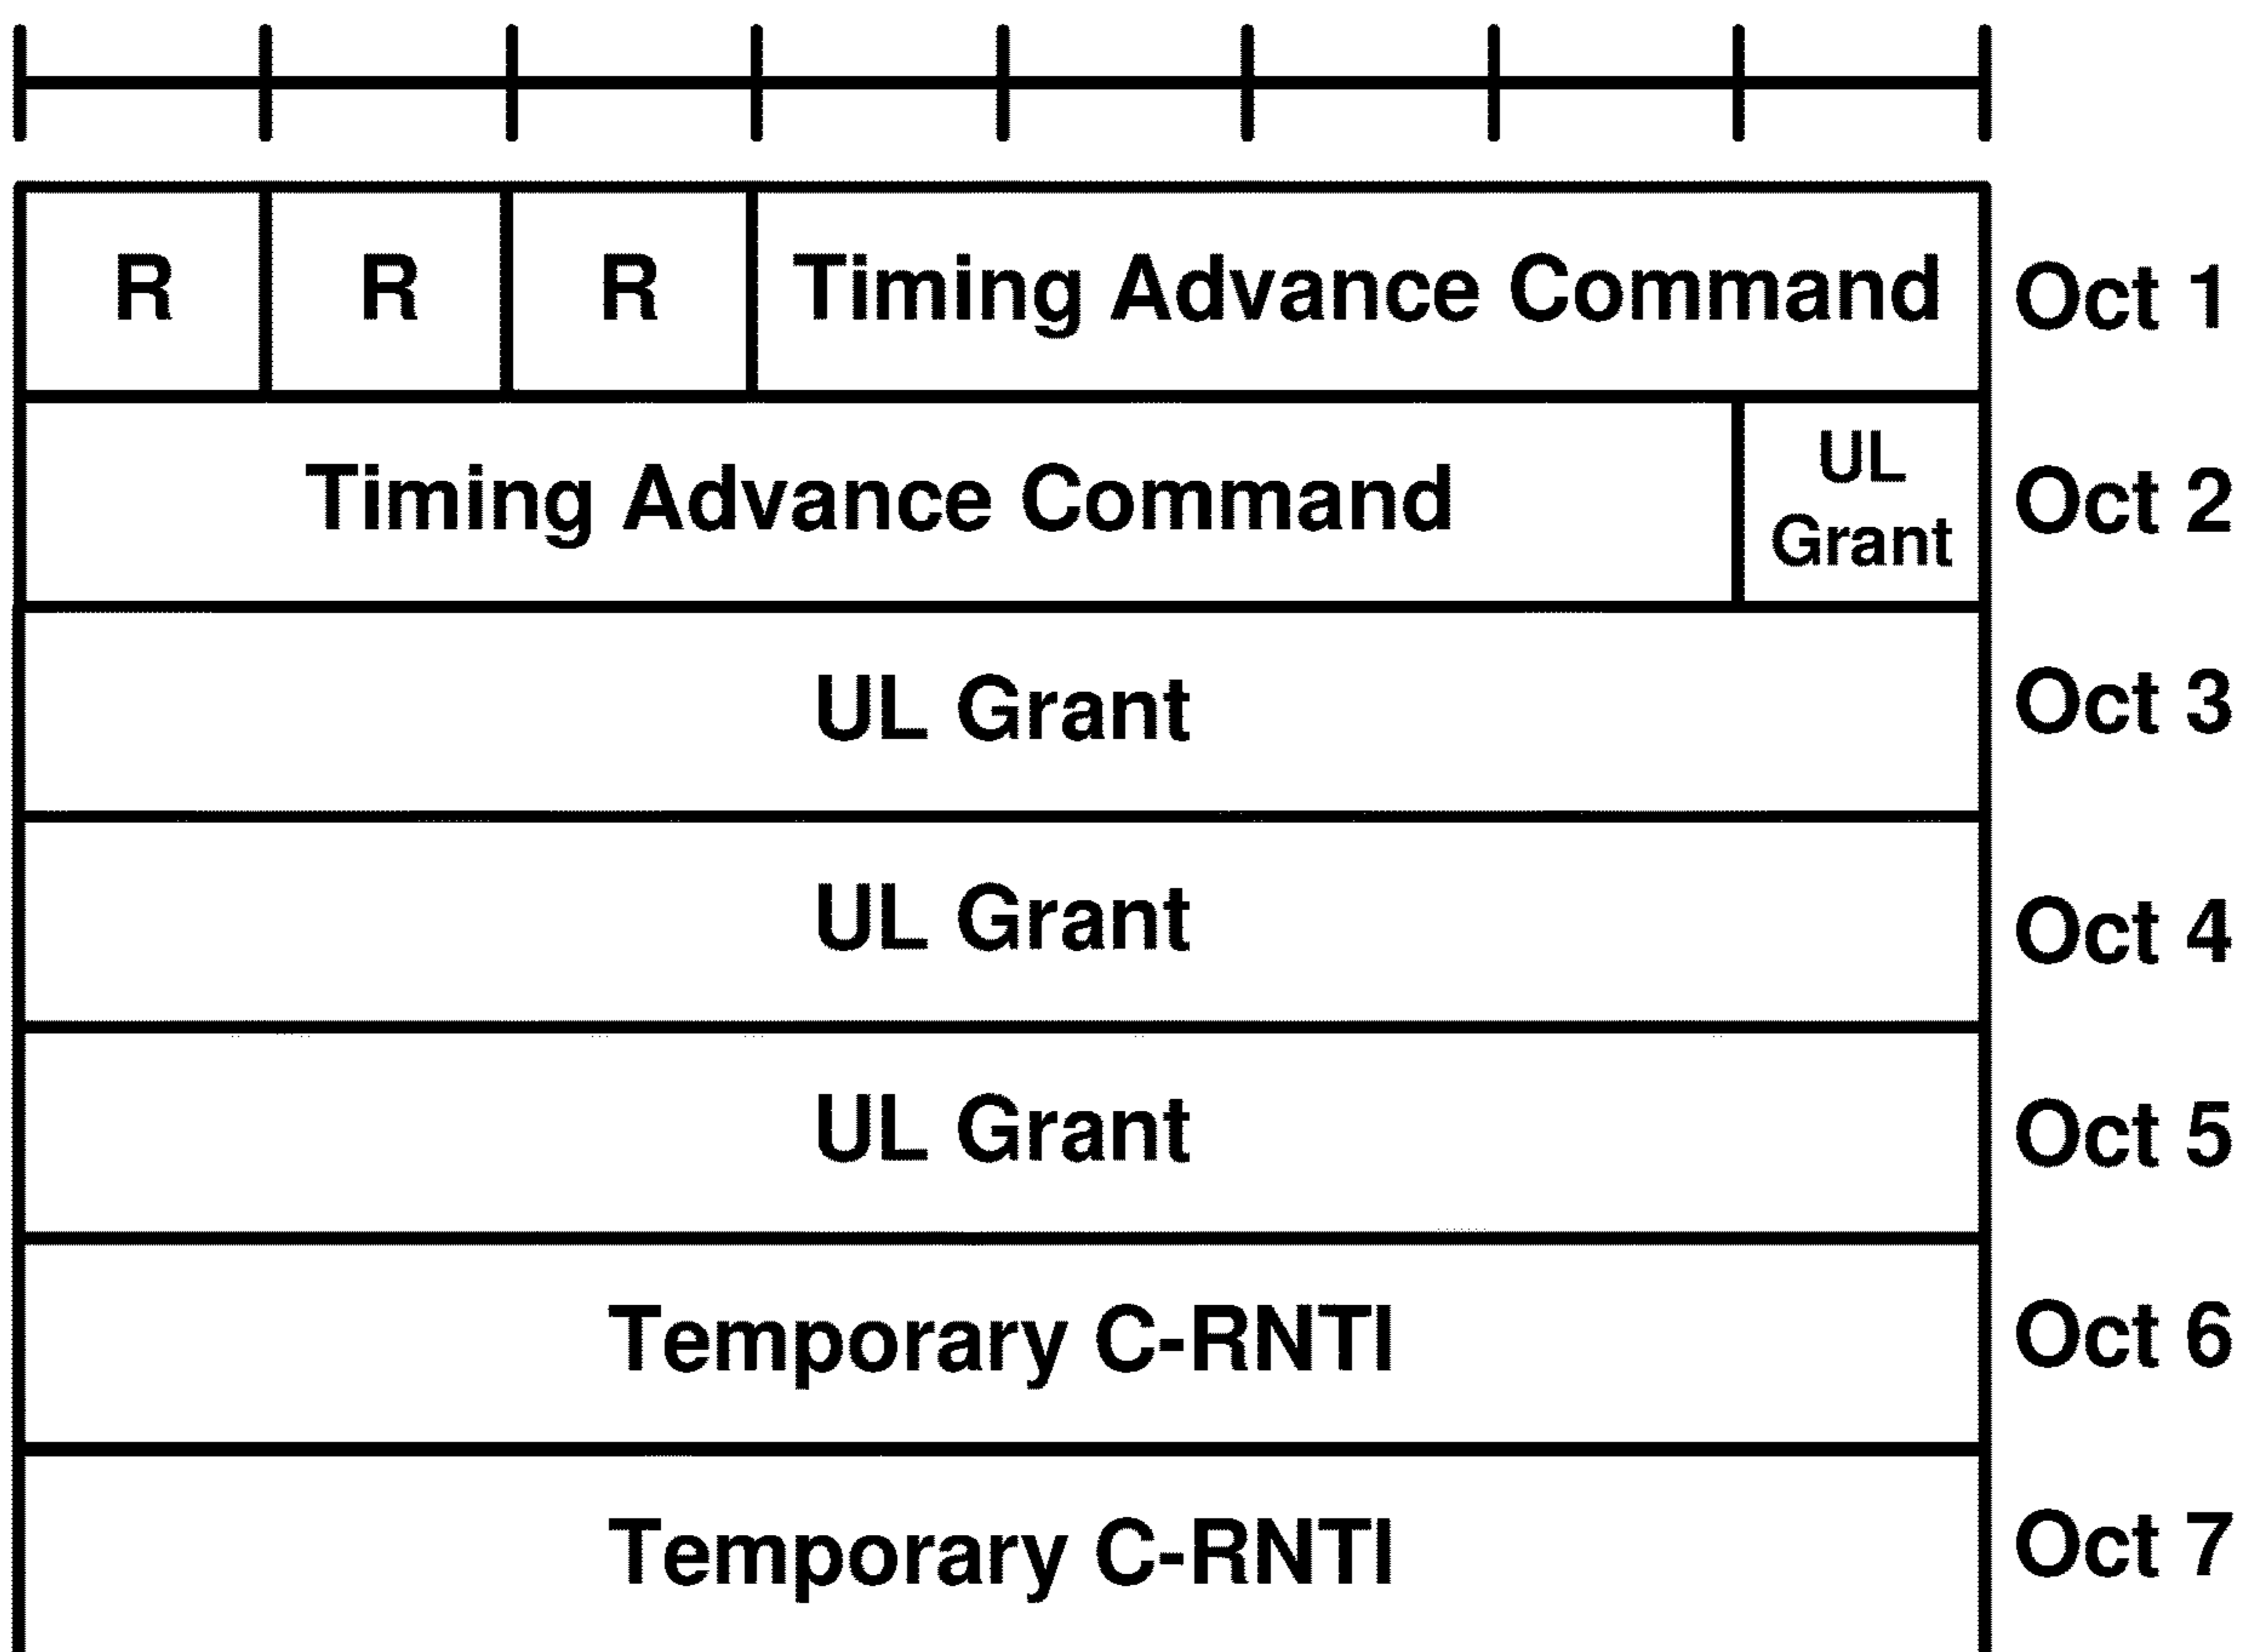 R R R Timing Advance Command Oct 1
Timing Advance Command UL Grant Oct 2
UL Grant Oct 3
UL Grant Oct 4
UL Grant Oct 5
Temporary C-RNTI Oct 6
Temporary C-RNTI Oct 7